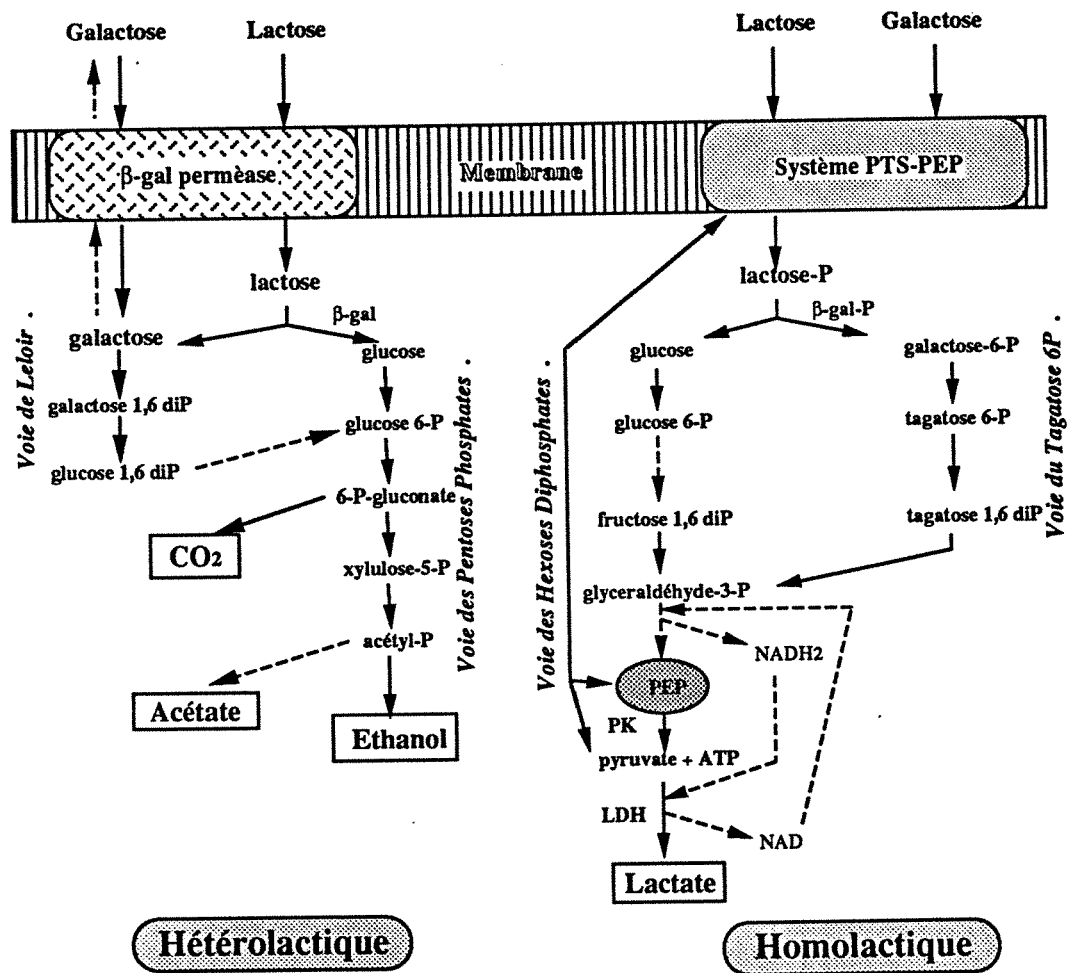 Galactose
Lactose
Lactose
Galactose
β-gal perméase
Membrane
Système PTS-PEP
lactose
β-gal
galactose
glucose
galactose 1,6 diP
glucose 6-P
glucose 1,6 diP
6-P-gluconate
CO2
xylulose-5-P
acétyl-P
Acétate
Ethanol
Voie de Leloir .
Voie des Pentoses Phosphates .
lactose-P
β-gal-P
glucose
galactose-6-P
glucose 6-P
tagatose 6-P
fructose 1,6 diP
tagatose 1,6 diP
glyceraldéhyde-3-P
NADH2
PEP
PK
pyruvate + ATP
LDH
NAD
Lactate
Voie des Hexoses Diphosphates .
Voie du Tagatose 6P .
Hétérolactique
Homolactique